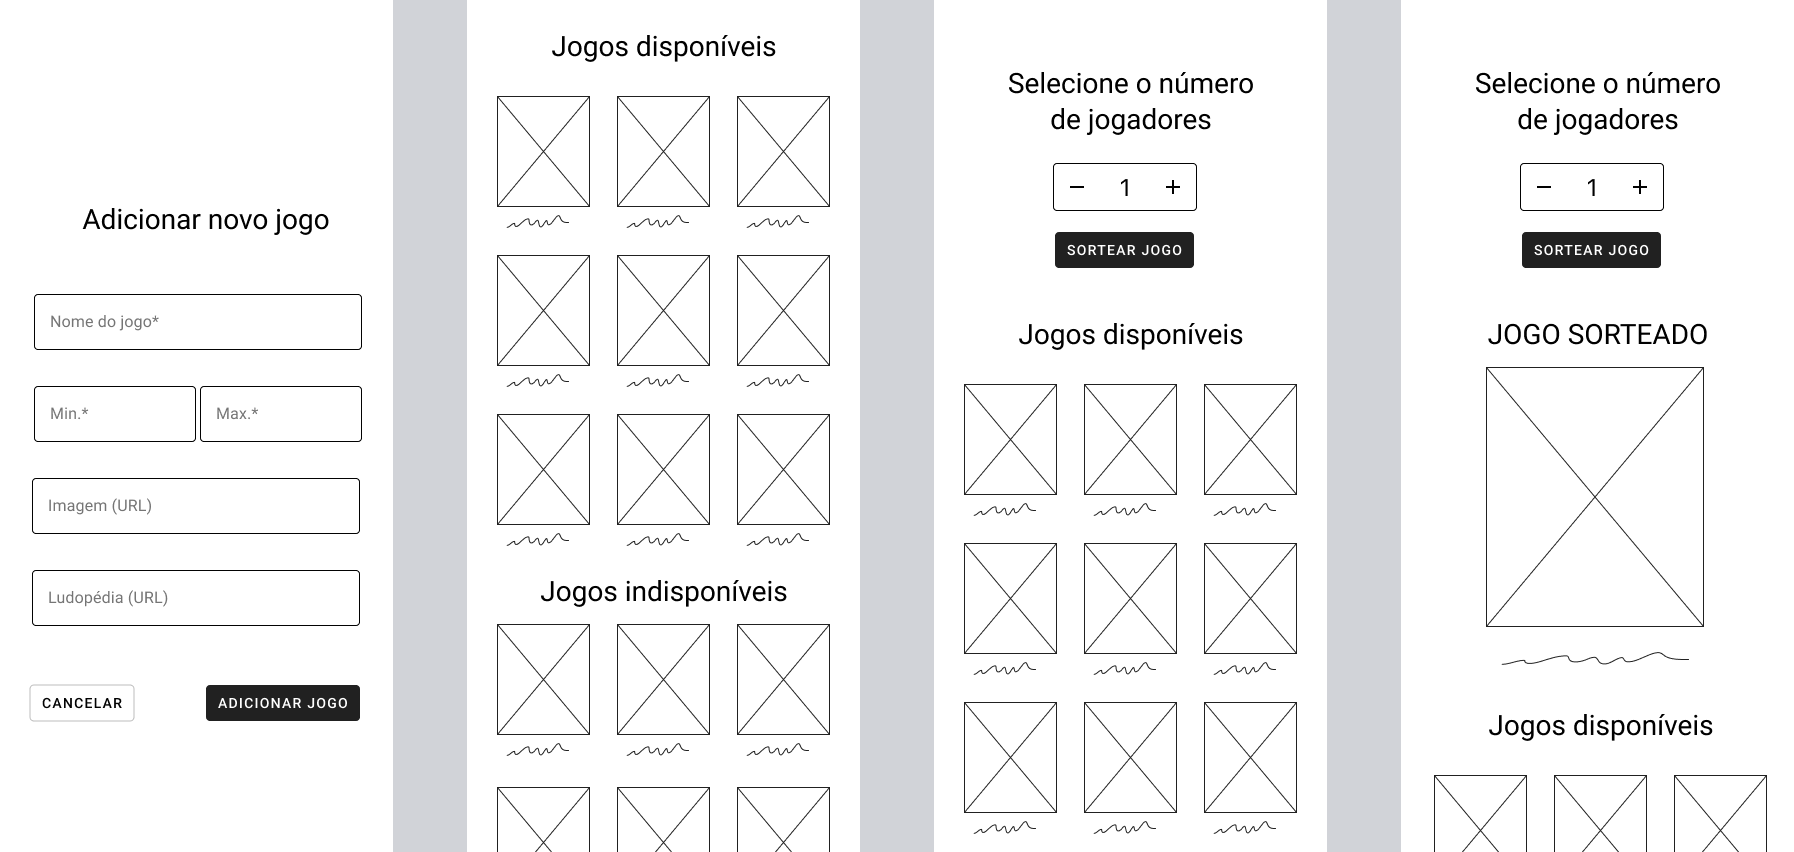 Adicionar novo jogo
Nome do jogo*
Min.*
Max.*
Imagem (URL)
Ludopédia (URL)
CANCELAR
ADICIONAR JOGO
Jogos disponíveis
Jogos indisponíveis
Selecione o número
de jogadores
1
SORTEAR JOGO
Jogos disponíveis
Selecione o número
de jogadores
1
SORTEAR JOGO
JOGO SORTEADO
Jogos disponíveis